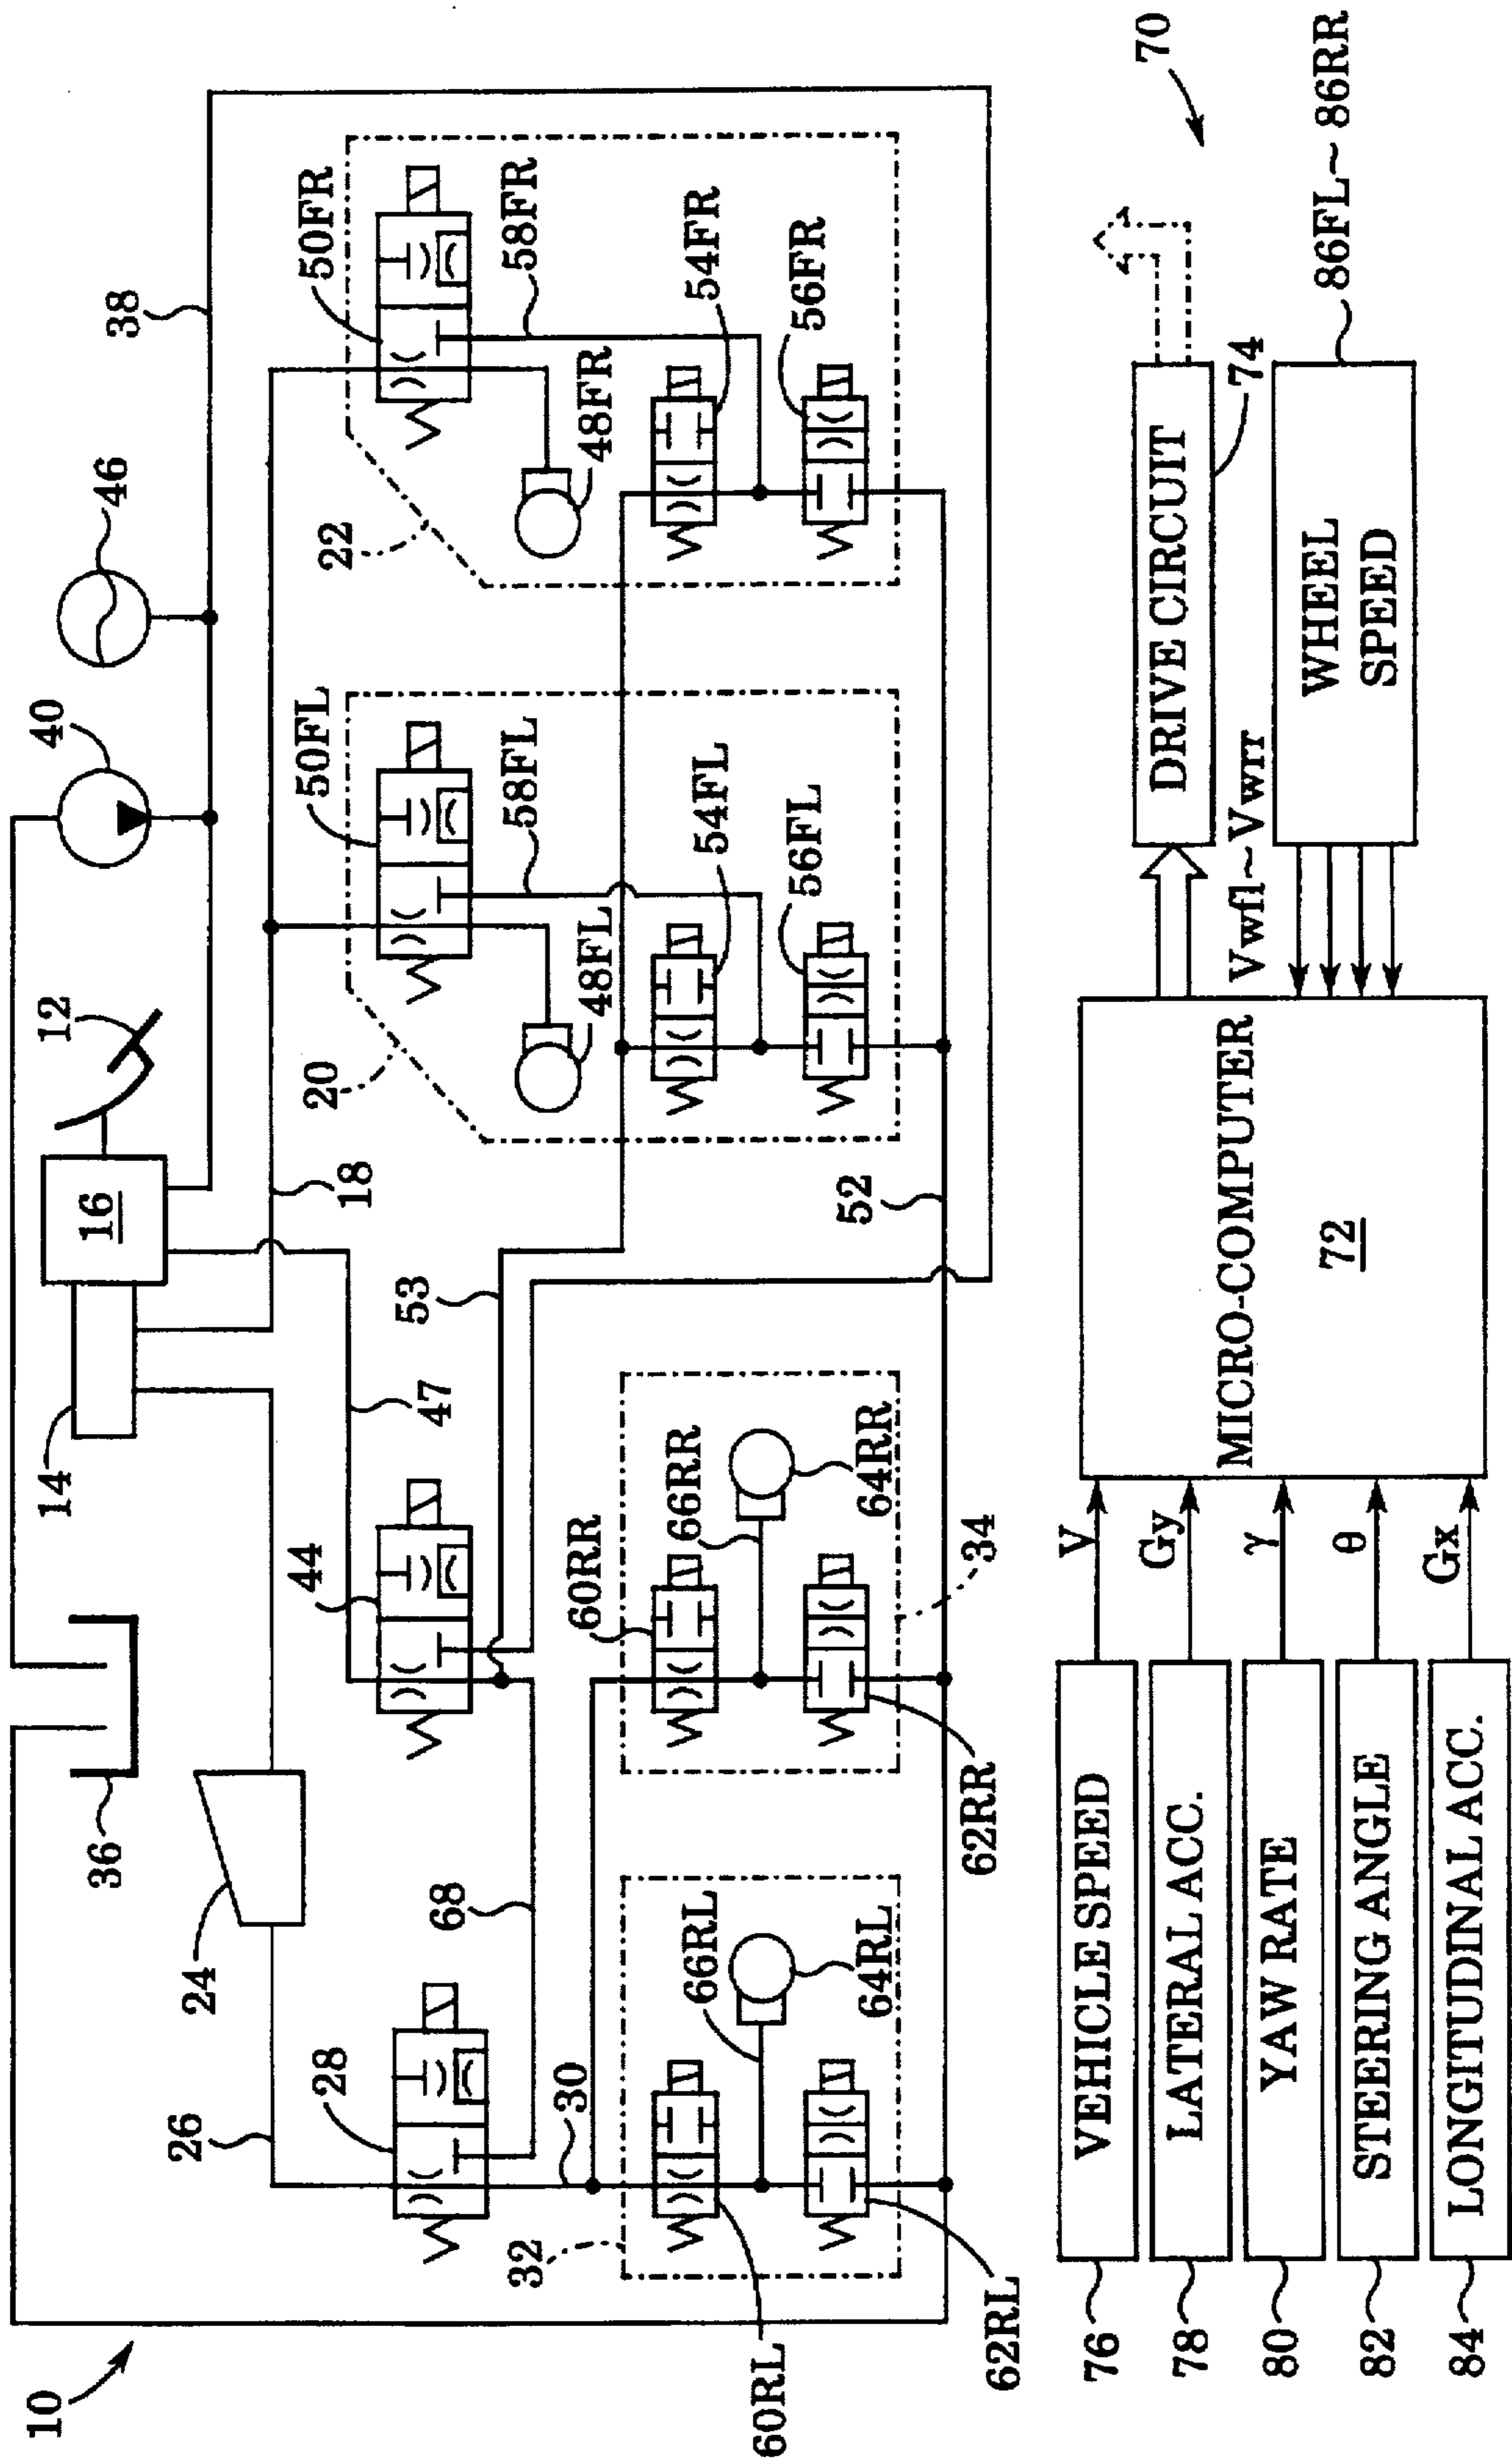 10
12
14
16
18
36
40
46
38
24
26
28
44
47
53
20
22
50FL
50FR
58FL
58FR
48FL
48FR
54FL
54FR
56FL
56FR
68
30
32
34
52
60RL
60RR
66RL
66RR
64RL
64RR
62RL
62RR
70
76
VEHICLE SPEED
V
78
LATERAL ACC.
Gy
80
YAW RATE
γ
82
STEERING ANGLE
θ
84
LONGITUDINAL ACC.
Gx
MICRO-COMPUTER
72
DRIVE CIRCUIT
74
Vwfl~Vwrr
WHEEL
SPEED
86FL~86RR